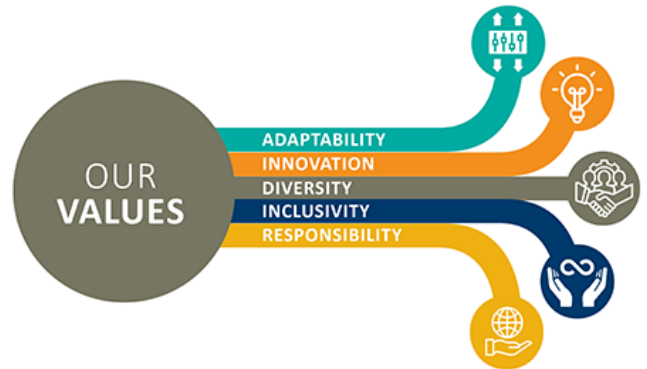 OUR
VALUES
ADAPTABILITY
INNOVATION
DIVERSITY
INCLUSIVITY
RESPONSIBILITY